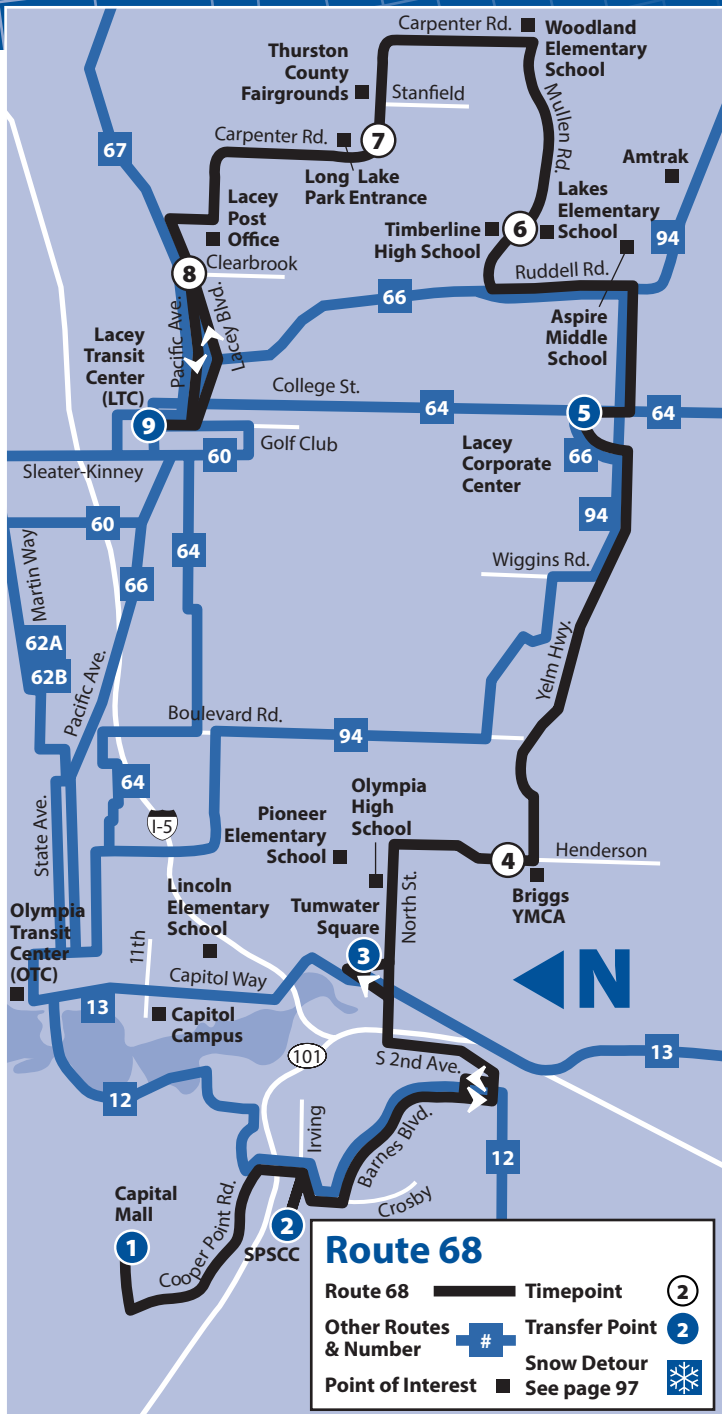 Carpenter Rd.
Woodland
Elementary
School
Thurston
County
Fairgrounds
Stanfield
Mullen Rd.
67
Carpenter Rd.
7
Long Lake
Park Entrance
Amtrak
Lacey
Post
Office
Timberline
High School
6
Lakes
Elementary
School
94
8
Clearbrook
Ruddell Rd.
66
Pacific Ave.
Lacey Blvd.
Aspire
Middle
School
Lacey
Transit
Center
(LTC)
College St.
64
5
64
9
Golf Club
60
Sleater-Kinney
Lacey
Corporate
Center
66
94
60
Martin Way
64
66
Wiggins Rd.
62A
62B
Pacific Ave.
Yelm Hwy.
Boulevard Rd.
94
64
State Ave.
I-5
Olympia
High
School
Pioneer
Elementary
School
4
Henderson
Briggs
YMCA
Lincoln
Elementary
School
Tumwater
Square
North St.
Olympia
Transit
Center
(OTC)
11th
3
N
Capitol Way
13
Capitol
Campus
101
S 2nd Ave.
13
12
Irving
Barnes Blvd.
12
Capital
Mall
1
Cooper Point Rd.
2
SPSCC
Crosby
Route 68
Route 68
Timepoint
2
Other Routes
& Number
#
Transfer Point
2
Point of Interest
Snow Detour
See page 97